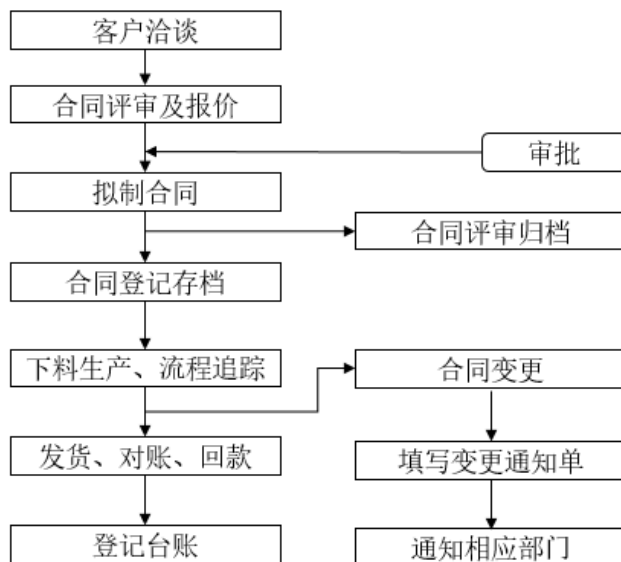 客户洽谈
合同评审及报价
审批
拟制合同
合同评审归档
合同登记存档
下料生产、流程追踪
合同变更
发货、对账、回款
填写变更通知单
登记台账
通知相应部门